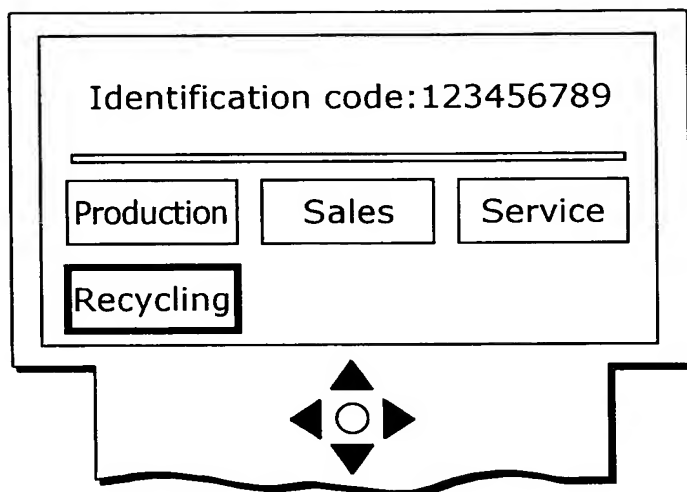 Identification code:123456789
Production Sales Service
Recycling